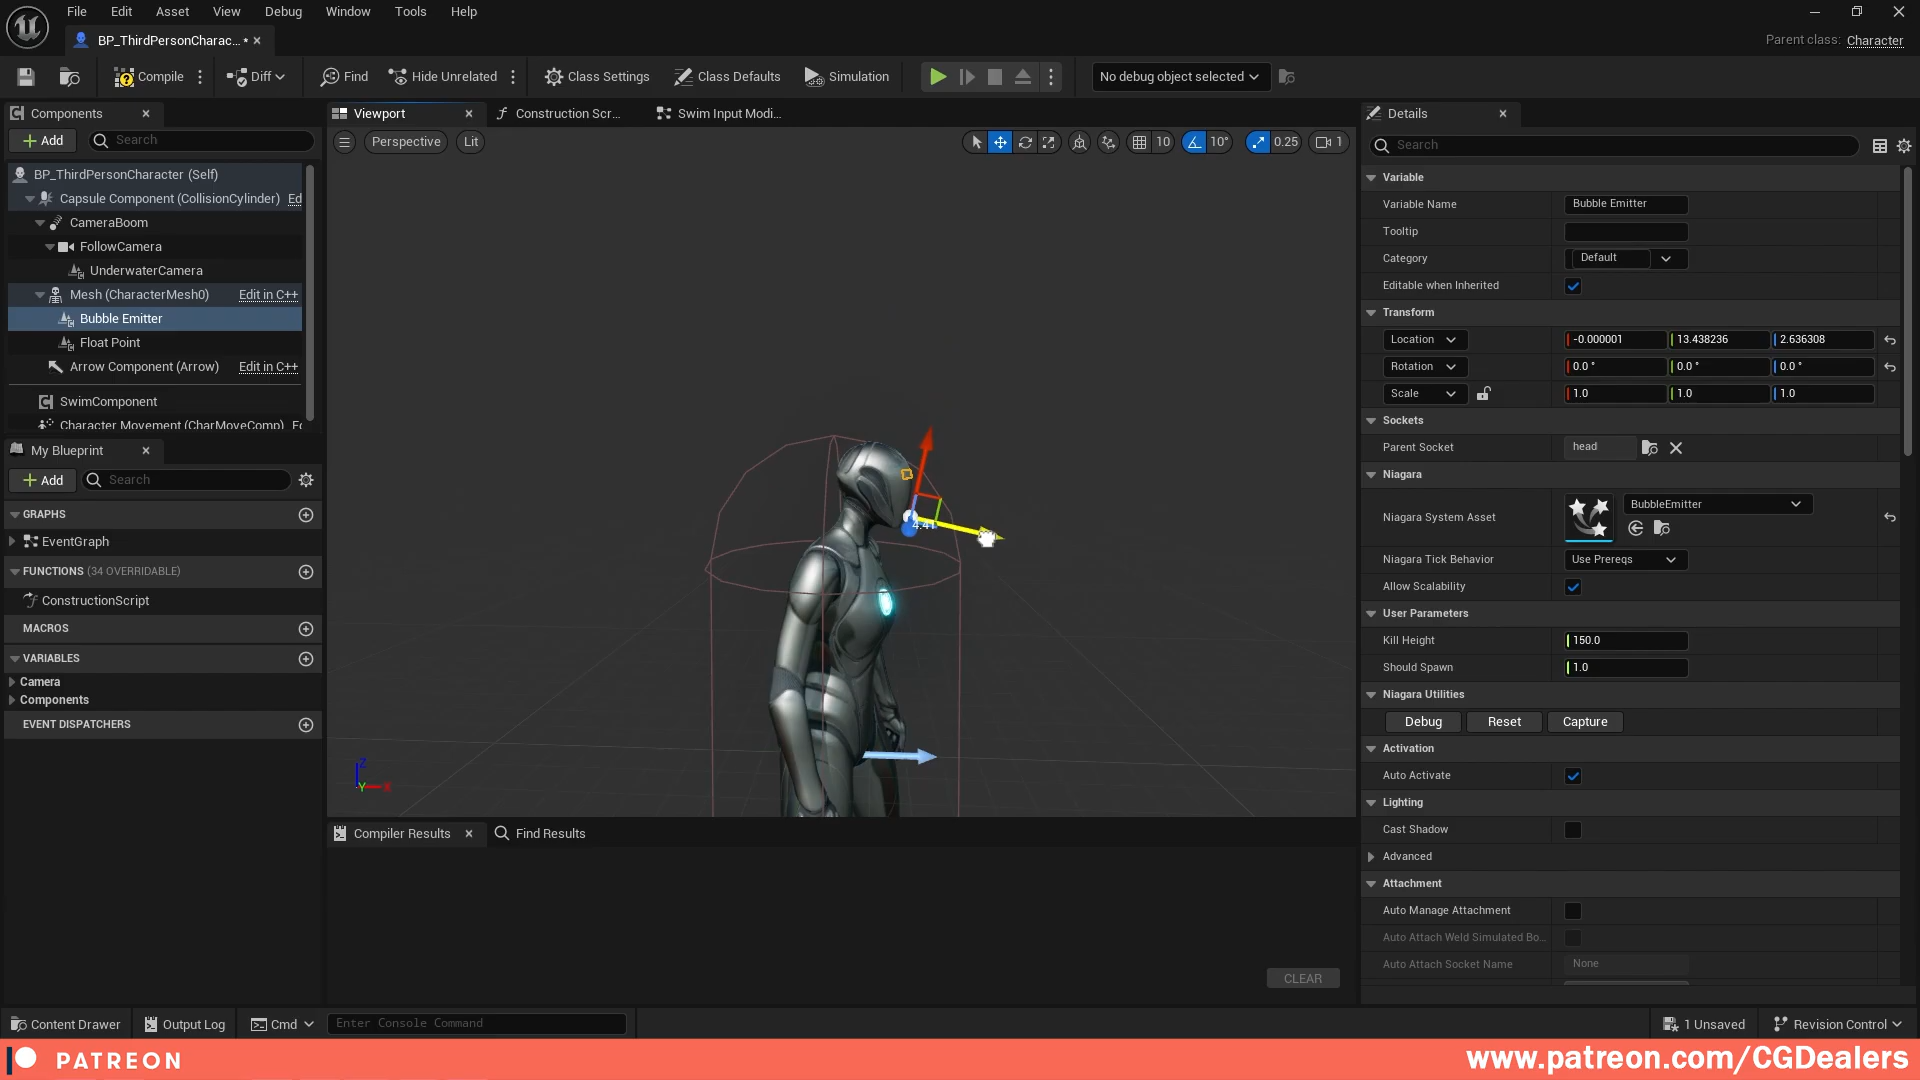 File Edit Asset View Debug Window Tools Help
BP_ThirdPersonCharac... •
Parent class: Character
Compile Diff Find Hide Unrelated Class Settings Class Defaults Simulation No debug object selected
Components
Add Search
BP_ThirdPersonCharacter (Self)
Capsule Component (CollisionCylinder) Ed
CameraBoom
FollowCamera
UnderwaterCamera
Mesh (CharacterMesh0) Edit in C++
Bubble Emitter
Float Point
Arrow Component (Arrow) Edit in C++
SwimComponent
Character Movement (CharMoveComp)
My Blueprint
Add Search
GRAPHS
EventGraph
FUNCTIONS (34 OVERRIDABLE)
ConstructionScript
MACROS
VARIABLES
Camera
Components
EVENT DISPATCHERS
Viewport Construction Scr... Swim Input Modi...
Perspective Lit 10 10° 0.25 1
4.41
Z
Y X
Compiler Results Find Results
CLEAR
Details
Search
Variable
Variable Name Bubble Emitter
Tooltip
Category Default
Editable when Inherited
Transform
Location -0.000001 13.438236 2.636308
Rotation 0.0 ° 0.0 ° 0.0 °
Scale 1.0 1.0 1.0
Sockets
Parent Socket head
Niagara
Niagara System Asset BubbleEmitter
Niagara Tick Behavior Use Prereqs
Allow Scalability
User Parameters
Kill Height 150.0
Should Spawn 1.0
Niagara Utilities
Debug Reset Capture
Activation
Auto Activate
Lighting
Cast Shadow
Advanced
Attachment
Auto Manage Attachment
Auto Attach Weld Simulated Bo...
Auto Attach Socket Name None
Content Drawer Output Log Cmd Enter Console Command 1 Unsaved Revision Control
PATREON www.patreon.com/CGDealers